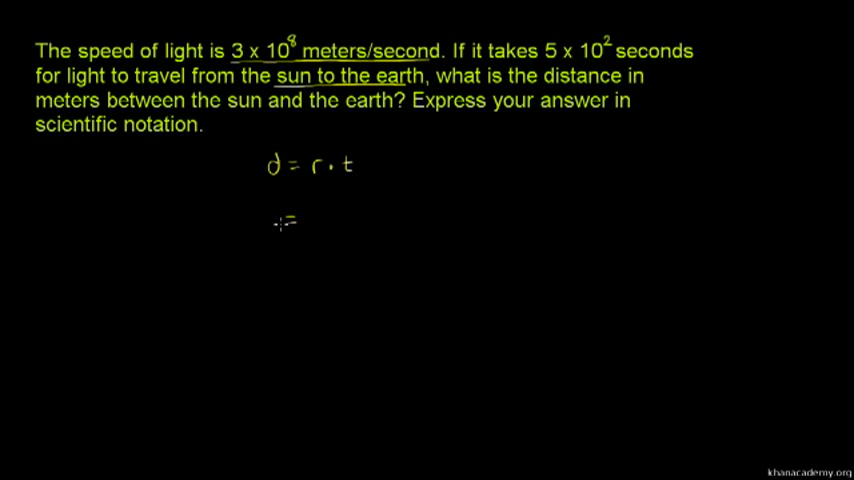 The speed of light is 3 x 10⁸ meters/second. If it takes 5 x 10² seconds
for light to travel from the sun to the earth, what is the distance in
meters between the sun and the earth? Express your answer in
scientific notation.
d = r · t
=
khanacademy.org